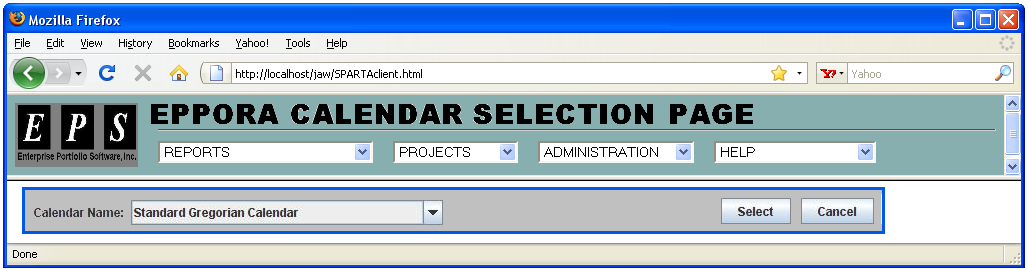 Mozilla Firefox
File Edit View History Bookmarks Yahoo! Tools Help
http://localhost/jaw/SPARTAclient.html Y! Yahoo
EPS EPPORA CALENDAR SELECTION PAGE
Enterprise Portfolio Software, Inc. REPORTS PROJECTS ADMINISTRATION HELP
Calendar Name: Standard Gregorian Calendar Select Cancel
Done